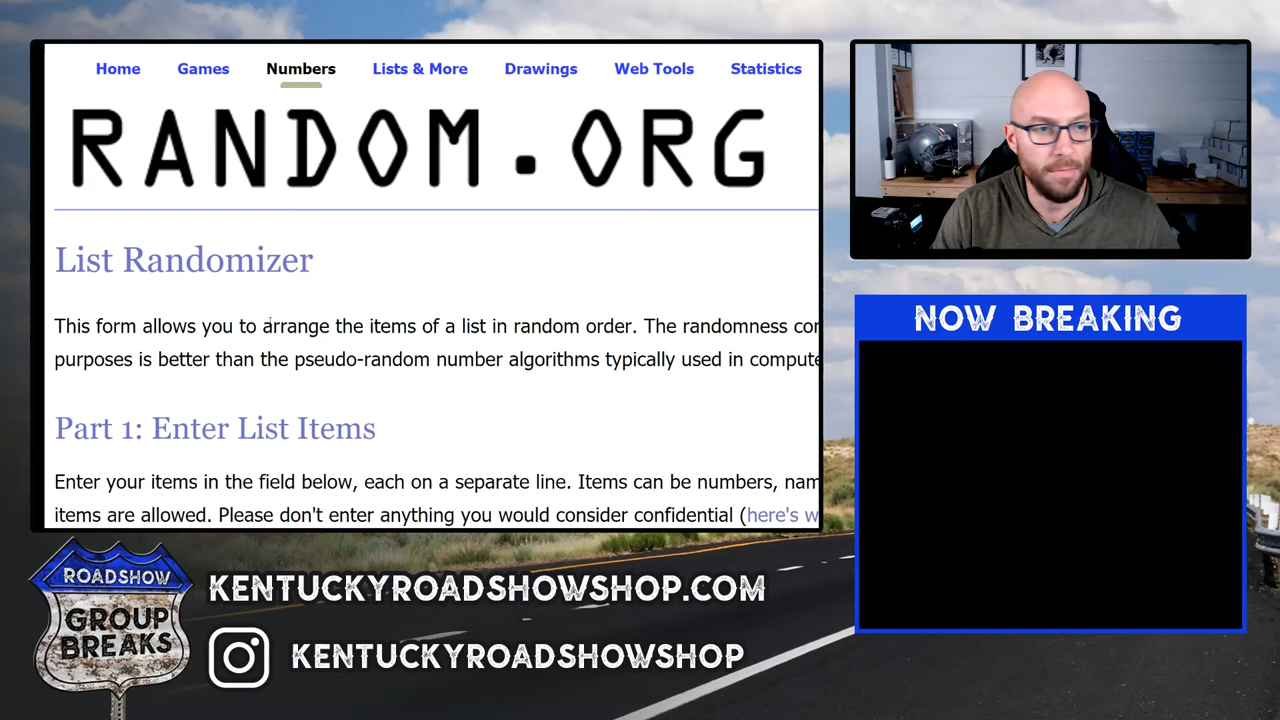 Home Games Numbers Lists & More Drawings Web Tools Statistics
RANDOM.ORG
List Randomizer
This form allows you to arrange the items of a list in random order. The randomness
purposes is better than the pseudo-random number algorithms typically used in
Part 1: Enter List Items
Enter your items in the field below, each on a separate line. Items can be numbers,
items are allowed. Please don't enter anything you would consider confidential (here's
NOW BREAKING
ROADSHOW
GROUP
BREAKS
KENTUCKYROADSHOWSHOP.COM
KENTUCKYROADSHOWSHOP